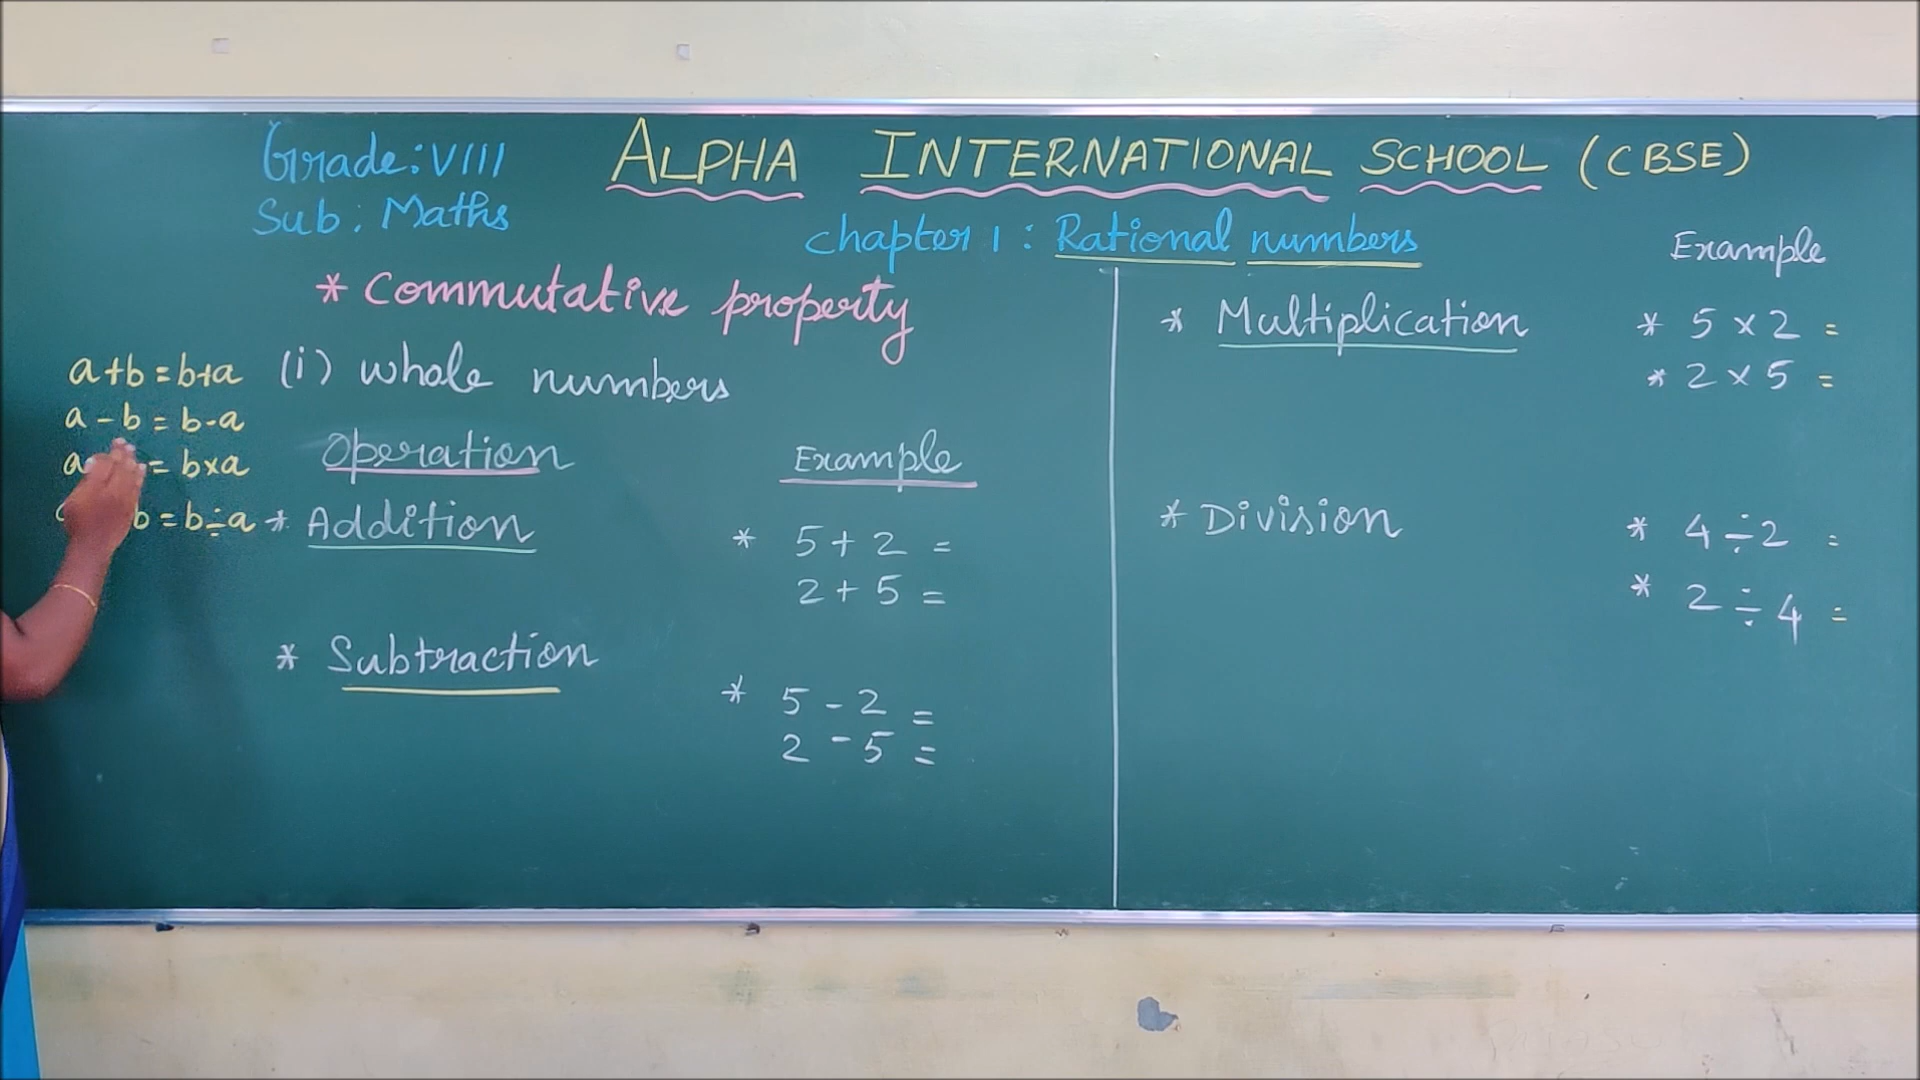 Grade: VIII
ALPHA INTERNATIONAL SCHOOL (CBSE)
Sub: Maths
chapter 1: Rational numbers
* Commutative property
a+b=b+a
a-b=b-a
a = b×a
b=b÷a
(i) whole numbers
Operation Example
* Addition * 5+2 =
2+5 =
* Subtraction * 5-2 =
2-5 =
Example
* Multiplication * 5×2 =
* 2×5 =
* Division * 4÷2 =
* 2÷4 =